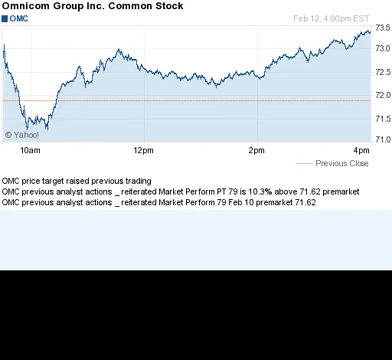 Omnicom Group Inc. Common Stock
OMC
Feb 12, 4:00pm EST
73.5
73.0
72.5
72.0
71.5
71.0
© Yahoo!
10am 12pm 2pm 4pm
Previous Close
OMC price target raised previous trading
OMC previous analyst actions _ reiterated Market Perform PT 79 is 10.3% above 71.62 premarket
OMC previous analyst actions _ reiterated Market Perform 79 Feb 10 premarket 71.62